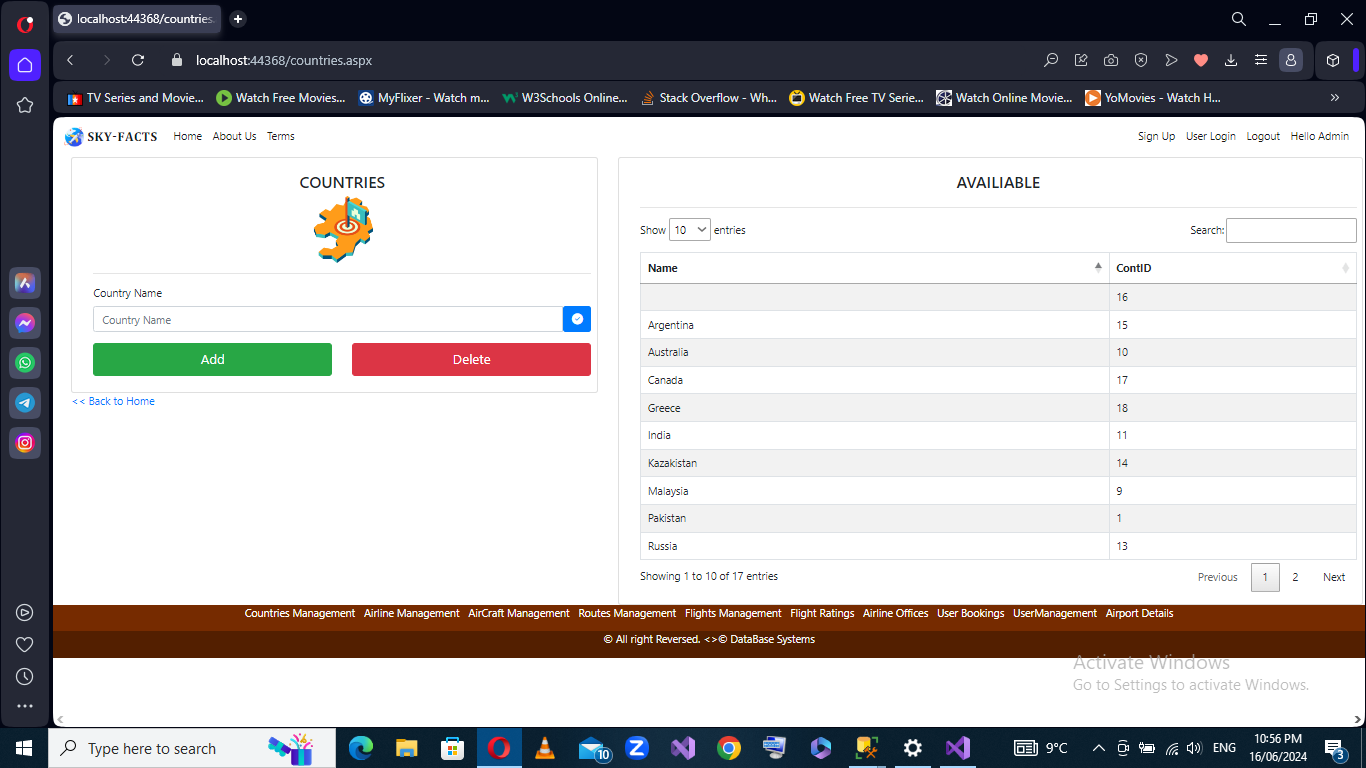 localhost:44368/countries.
localhost:44368/countries.aspx
TV Series and Movie... Watch Free Movies... MyFlixer - Watch m... W3Schools Online... Stack Overflow - Wh... Watch Free TV Serie... Watch Online Movie... YoMovies - Watch H...
SKY-FACTS Home About Us Terms Sign Up User Login Logout Hello Admin
COUNTRIES
Country Name
Country Name
Add Delete
<< Back to Home
AVAILIABLE
Show 10 entries Search:
Name ContID
16
Argentina 15
Australia 10
Canada 17
Greece 18
India 11
Kazakistan 14
Malaysia 9
Pakistan 1
Russia 13
Showing 1 to 10 of 17 entries Previous 1 2 Next
Countries Management Airline Management AirCraft Management Routes Management Flights Management Flight Ratings Airline Offices User Bookings UserManagement Airport Details
© All right Reversed. <>© DataBase Systems
Activate Windows
Go to Settings to activate Windows.
Type here to search 10 9°C ENG 10:56 PM
16/06/2024 3